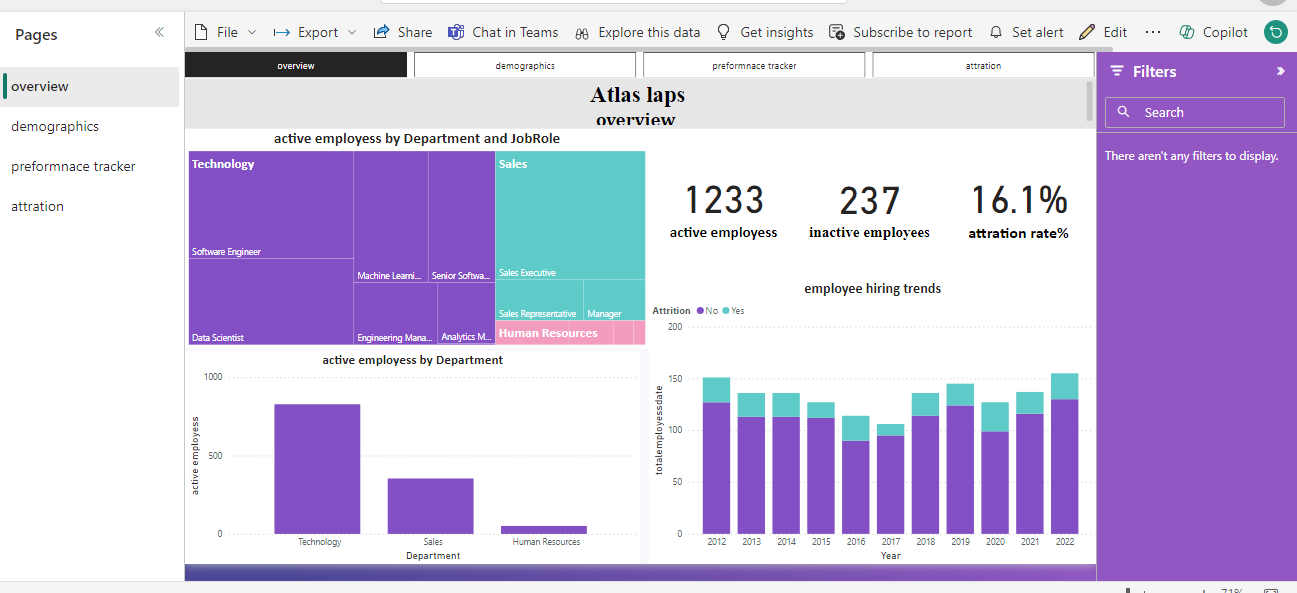 Pages
overview
demographics
preformnace tracker
attration
File
Export
Share
Chat in Teams
Explore this data
Get insights
Subscribe to report
Set alert
Edit
Copilot
overview
demographics
preformnace tracker
attration
Atlas laps
overview
active employess by Department and JobRole
Technology
Software Engineer
Data Scientist
Machine Learni...
Senior Softwa...
Engineering Mana...
Analytics M...
Sales
Sales Executive
Sales Representative
Manager
Human Resources
1233
active employess
237
inactive employees
16.1%
attration rate%
active employess by Department
active employess
1000
500
0
Technology
Sales
Human Resources
Department
employee hiring trends
Attrition No Yes
totalemployessdate
200
150
100
50
0
2012 2013 2014 2015 2016 2017 2018 2019 2020 2021 2022
Year
Filters
Search
There aren't any filters to display.
71%